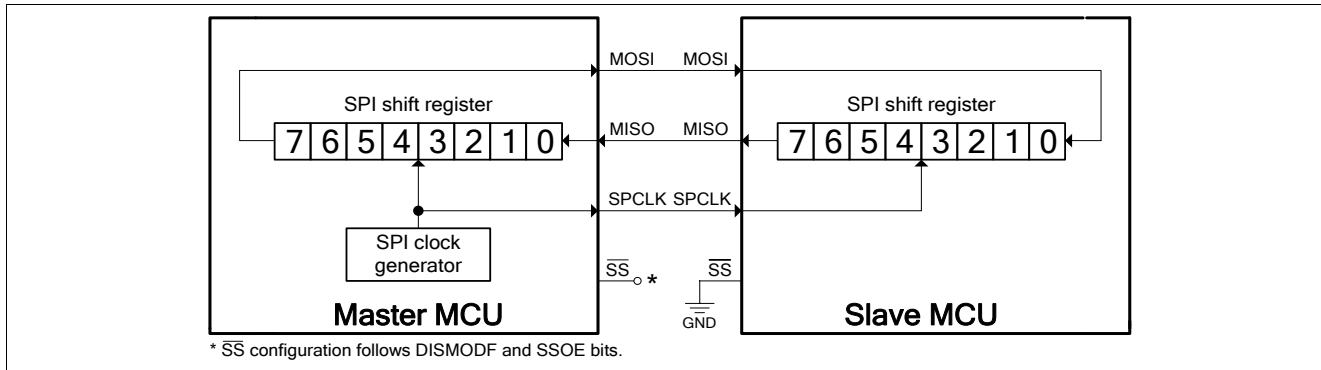 MOSI MOSI
SPI shift register SPI shift register
7 6 5 4 3 2 1 0 MISO MISO 7 6 5 4 3 2 1 0
SPCLK SPCLK
SPI clock
generator
SS * SS
GND
Master MCU Slave MCU
* SS configuration follows DISMODF and SSOE bits.